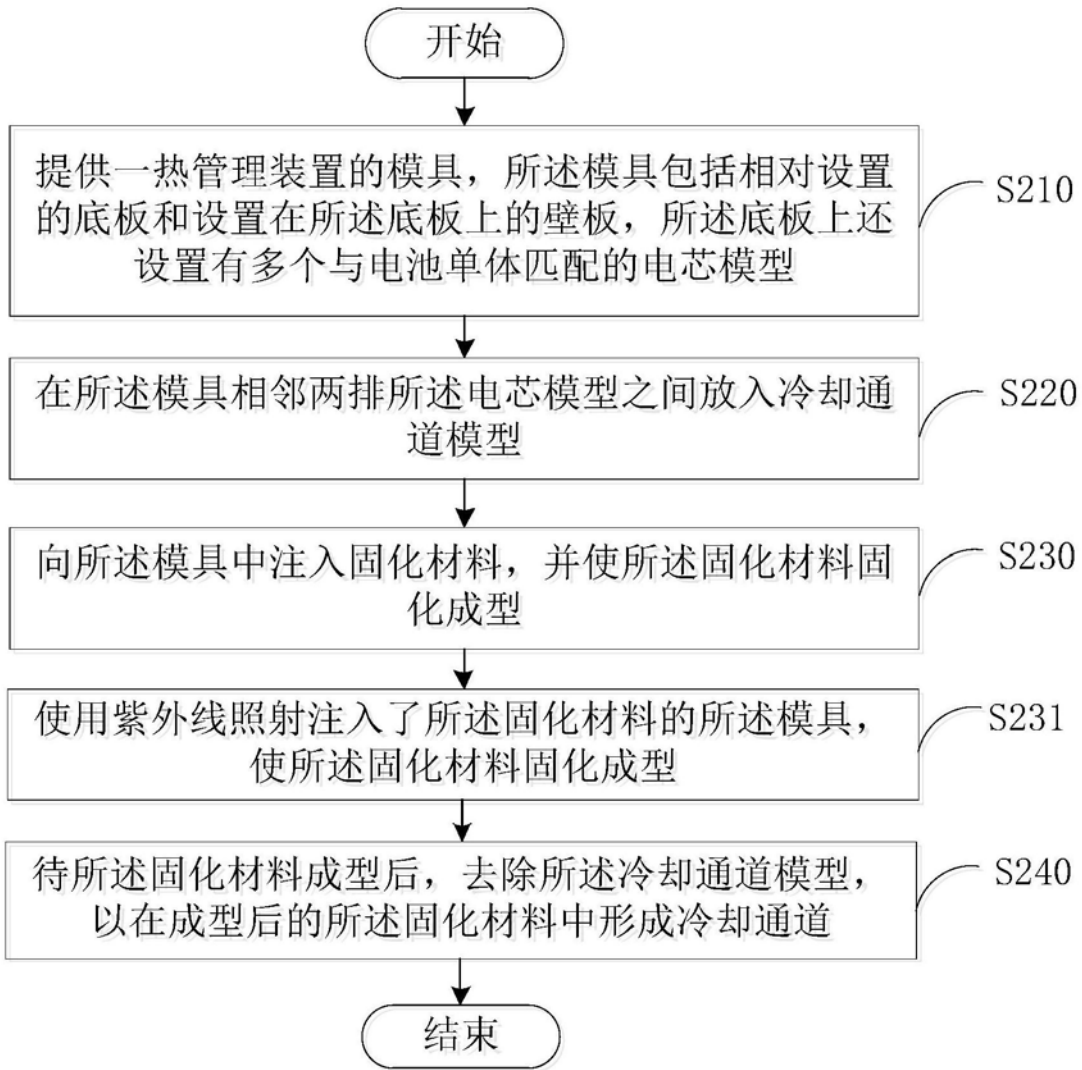 开始
提供一热管理装置的模具，所述模具包括相对设置
的底板和设置在所述底板上的壁板，所述底板上还
设置有多个与电池单体匹配的电芯模型
S210
在所述模具相邻两排所述电芯模型之间放入冷却通
道模型
S220
向所述模具中注入固化材料，并使所述固化材料固
化成型
S230
使用紫外线照射注入了所述固化材料的所述模具，
使所述固化材料固化成型
S231
待所述固化材料成型后，去除所述冷却通道模型，
以在成型后的所述固化材料中形成冷却通道
S240
结束